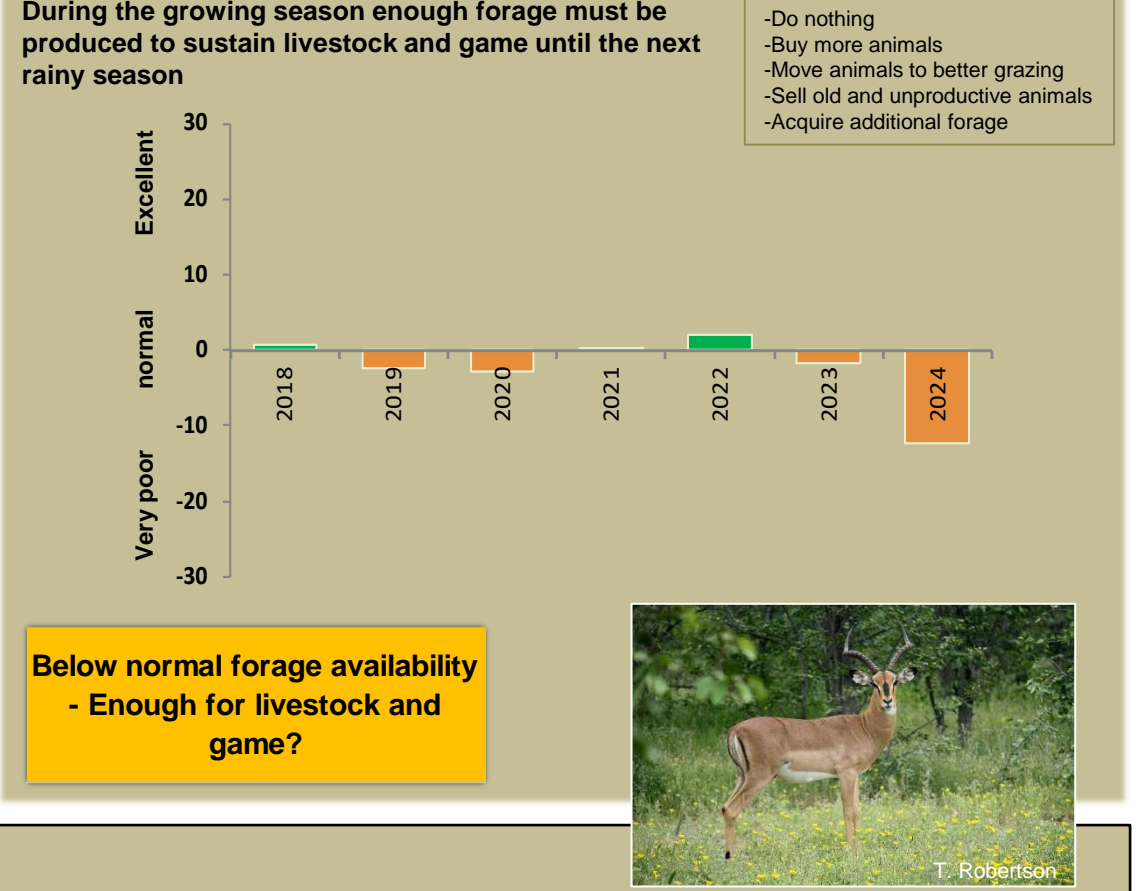 During the growing season enough forage must be
produced to sustain livestock and game until the next
rainy season
-Do nothing
-Buy more animals
-Move animals to better grazing
-Sell old and unproductive animals
-Acquire additional forage
Excellent
normal
Very poor
30
20
10
0
-10
-20
-30
2018
2019
2020
2021
2022
2023
2024
Below normal forage availability
- Enough for livestock and
game?
T. Robertson